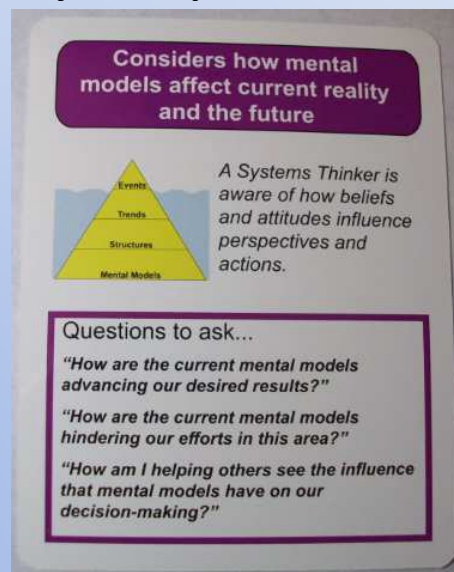 Considers how mental
models affect current reality
and the future
A Systems Thinker is
aware of how beliefs
and attitudes influence
perspectives and
actions.
Events
Trends
Structures
Mental Models
Questions to ask...
“How are the current mental models
advancing our desired results?”
“How are the current mental models
hindering our efforts in this area?”
“How am I helping others see the influence
that mental models have on our
decision-making?”